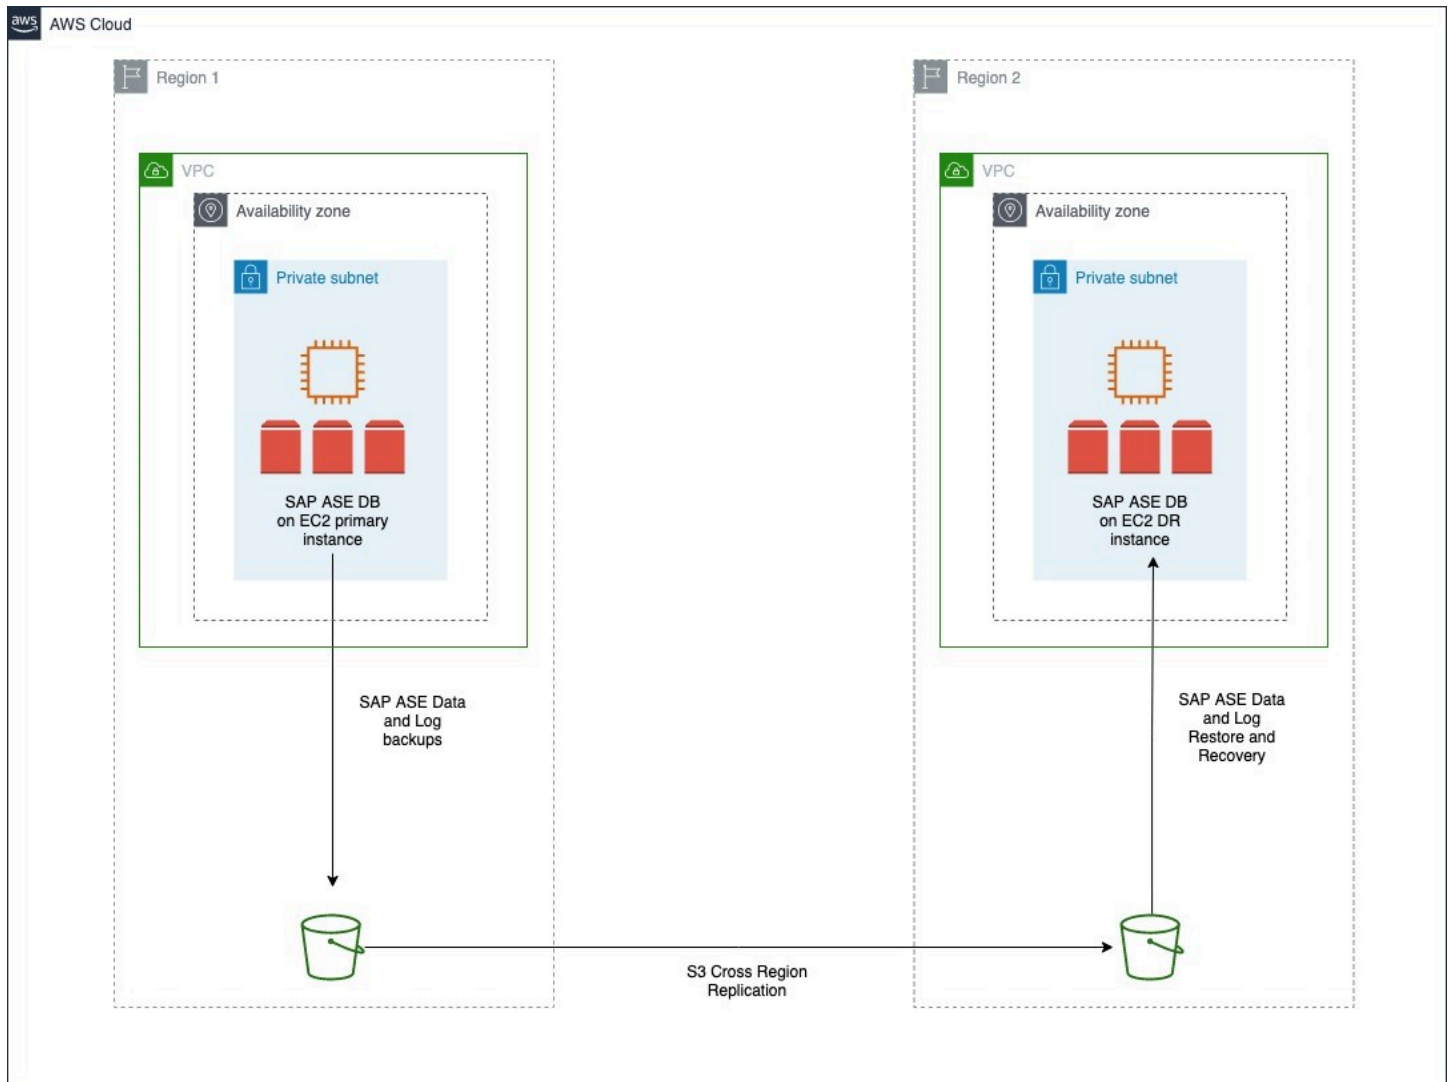 aws
AWS Cloud
Region 1
VPC
Availability zone
Private subnet
SAP ASE DB
on EC2 primary
instance
SAP ASE Data
and Log
backups
S3 Cross Region
Replication
Region 2
VPC
Availability zone
Private subnet
SAP ASE DB
on EC2 DR
instance
SAP ASE Data
and Log
Restore and
Recovery